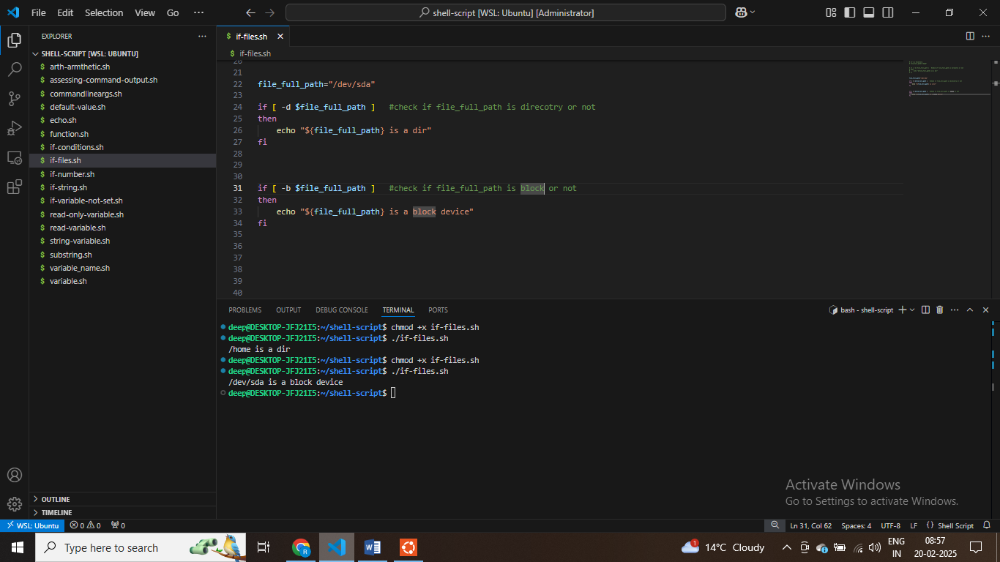 File Edit Selection View Go ···
shell-script [WSL: Ubuntu] [Administrator]
EXPLORER ···
SHELL-SCRIPT [WSL: UBUNTU]
$ arth-armthetic.sh
$ assessing-command-output.sh
$ commandlineargs.sh
$ default-value.sh
$ echo.sh
$ function.sh
$ if-conditions.sh
$ if-files.sh
$ if-number.sh
$ if-string.sh
$ if-variable-not-set.sh
$ read-only-variable.sh
$ read-variable.sh
$ string-variable.sh
$ substring.sh
$ variable_name.sh
$ variable.sh
OUTLINE
TIMELINE
$ if-files.sh
$ if-files.sh
20
21
22 file_full_path="/dev/sda"
23
24 if [ -d $file_full_path ] #check if file_full_path is direcotry or not
25 then
26 echo "${file_full_path} is a dir"
27 fi
28
29
30
31 if [ -b $file_full_path ] #check if file_full_path is block or not
32 then
33 echo "${file_full_path} is a block device"
34 fi
35
36
37
38
39
40
PROBLEMS OUTPUT DEBUG CONSOLE TERMINAL PORTS
bash - shell-script
deep@DESKTOP-JFJ21I5:~/shell-script$ chmod +x if-files.sh
deep@DESKTOP-JFJ21I5:~/shell-script$ ./if-files.sh
/home is a dir
deep@DESKTOP-JFJ21I5:~/shell-script$ chmod +x if-files.sh
deep@DESKTOP-JFJ21I5:~/shell-script$ ./if-files.sh
/dev/sda is a block device
deep@DESKTOP-JFJ21I5:~/shell-script$
Activate Windows
Go to Settings to activate Windows.
WSL: Ubuntu 0 0 0
Ln 31, Col 62 Spaces: 4 UTF-8 LF {} Shell Script
Type here to search
R
W
1
14°C Cloudy
ENG
IN
08:57
20-02-2025